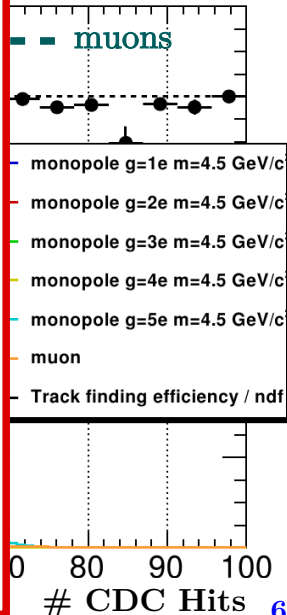 muons
monopole g=1e m=4.5 GeV/c
monopole g=2e m=4.5 GeV/c
monopole g=3e m=4.5 GeV/c
monopole g=4e m=4.5 GeV/c
monopole g=5e m=4.5 GeV/c
muon
Track finding efficiency / ndf
80 90 100
# CDC Hits 6